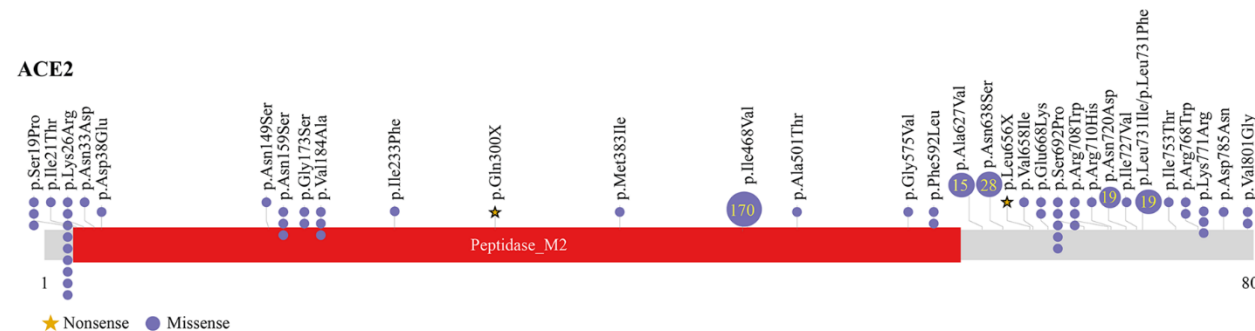 ACE2
p.Ser19Pro
p.Ile21Thr
p.Lys26Arg
p.Asn33Asp
p.Asp38Glu
p.Asn149Ser
p.Asn159Ser
p.Gly173Ser
p.Val184Ala
p.Ile233Phe
p.Gln300X
p.Met383Ile
p.Ile468Val
p.Ala501Thr
p.Gly575Val
p.Phe592Leu
p.Ala627Val
p.Asn638Ser
p.Leu656X
p.Val658Ile
p.Glu668Lys
p.Ser692Pro
p.Arg708Trp
p.Arg710His
p.Asn720Asp
p.Ile727Val
p.Leu731Ile/p.Leu731Phe
p.Ile753Thr
p.Arg768Trp
p.Lys771Arg
p.Asp785Asn
p.Val801Gly
170
15
28
19
19
Peptidase_M2
1
80
Nonsense Missense